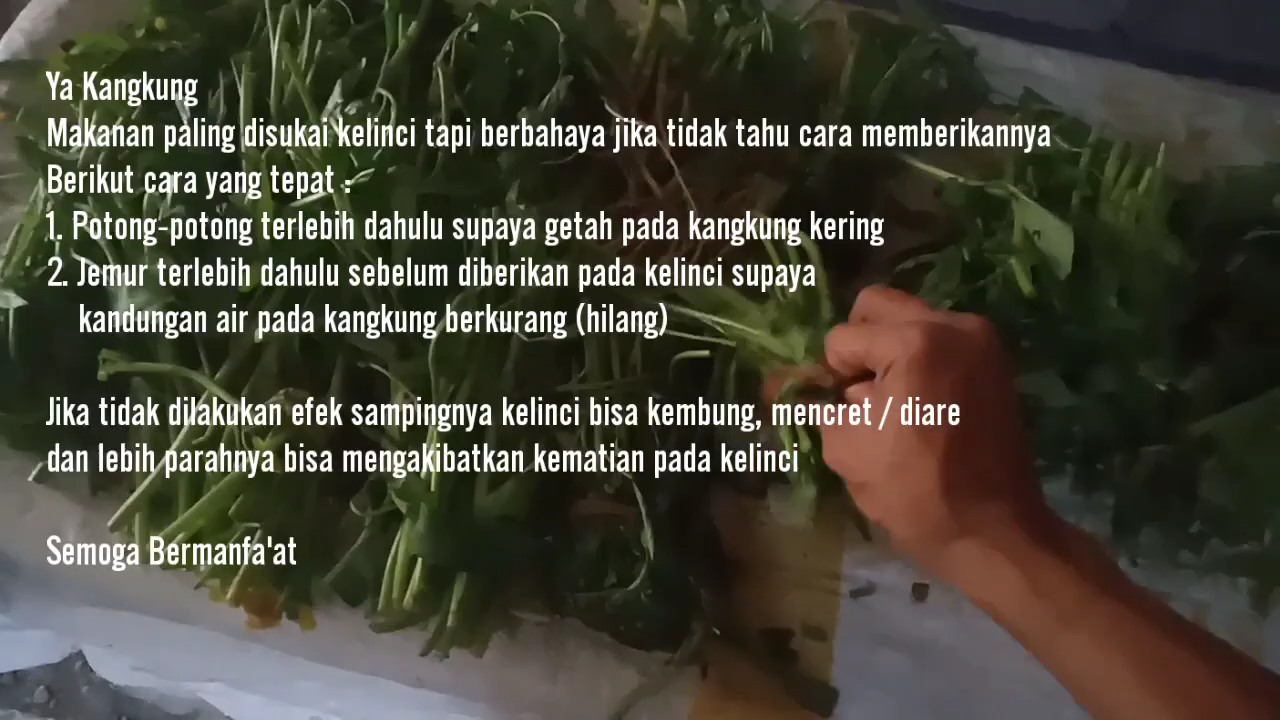 Ya Kangkung
Makanan paling disukai kelinci tapi berbahaya jika tidak tahu cara memberikannya
Berikut cara yang tepat :
1. Potong-potong terlebih dahulu supaya getah pada kangkung kering
2. Jemur terlebih dahulu sebelum diberikan pada kelinci supaya
kandungan air pada kangkung berkurang (hilang)
Jika tidak dilakukan efek sampingnya kelinci bisa kembung, mencret / diare
dan lebih parahnya bisa mengakibatkan kematian pada kelinci
Semoga Bermanfa'at